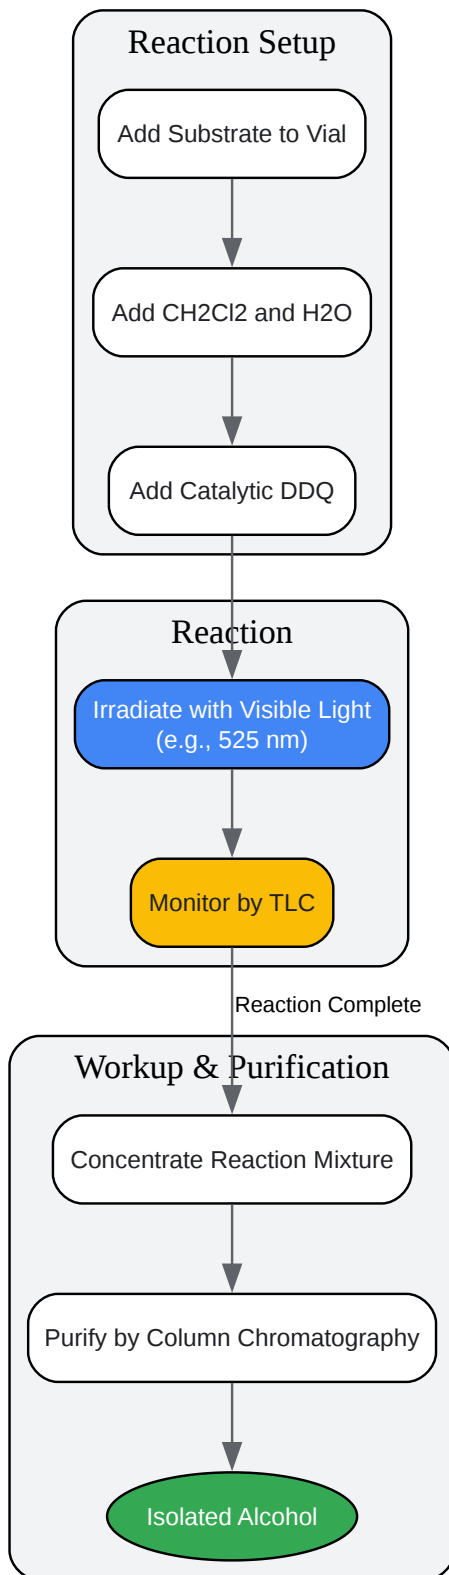 Reaction Setup
Add Substrate to Vial
Add CH2Cl2 and H2O
Add Catalytic DDQ
Reaction
Irradiate with Visible Light
(e.g., 525 nm)
Monitor by TLC
Reaction Complete
Workup & Purification
Concentrate Reaction Mixture
Purify by Column Chromatography
Isolated Alcohol